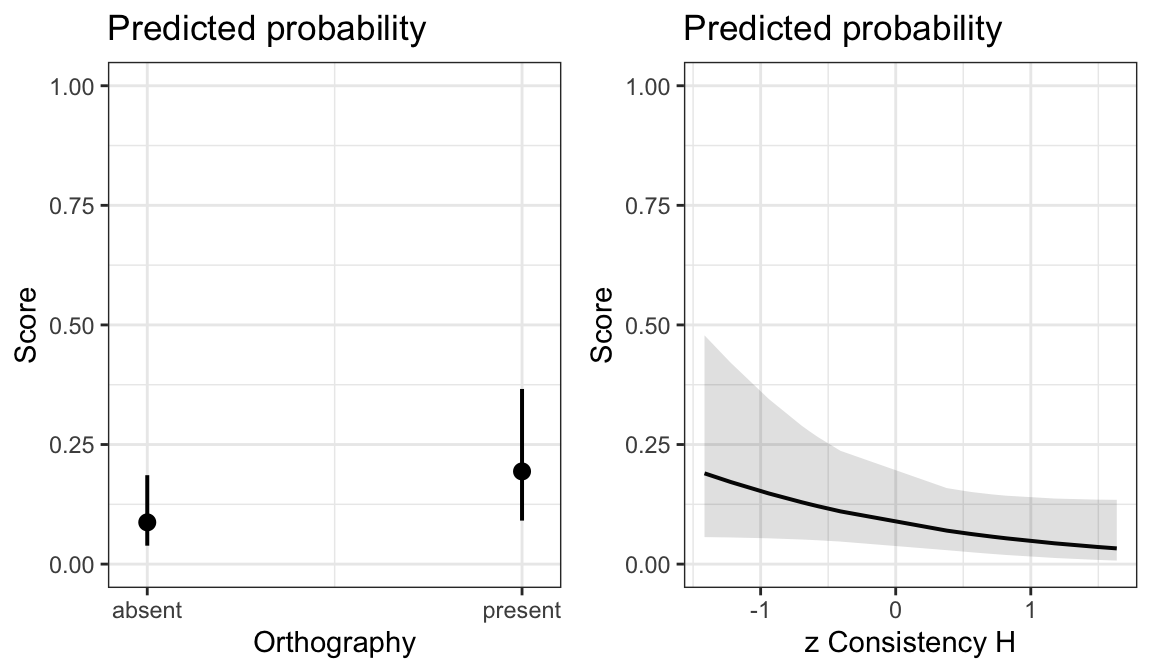 Predicted probability
Score
1.00
0.75
0.50
0.25
0.00
absent
present
Orthography
Predicted probability
Score
1.00
0.75
0.50
0.25
0.00
-1
0
1
z Consistency H